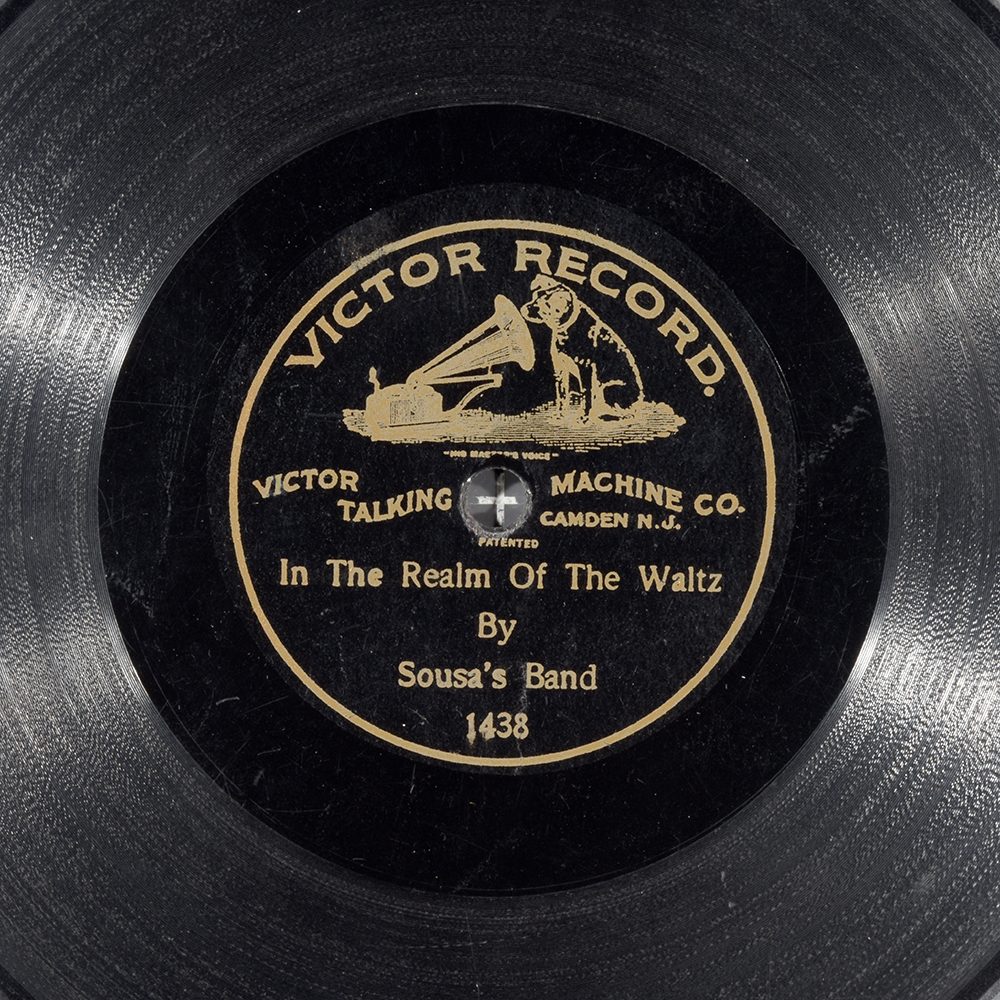 VICTOR RECORD.
"HIS MASTER'S VOICE"
VICTOR TALKING MACHINE CO.
CAMDEN N.J.
PATENTED
In The Realm Of The Waltz
By
Sousa's Band
1438